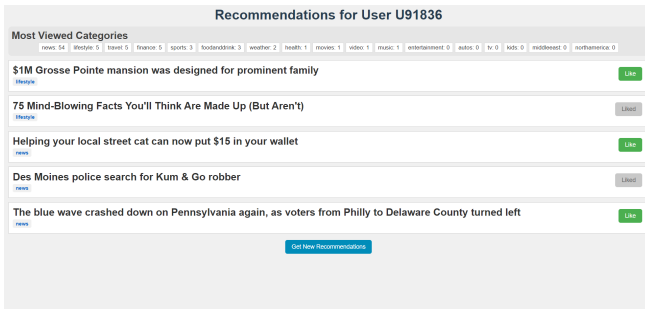 Recommendations for User U91836
Most Viewed Categories
news: 54 lifestyle: 5 travel: 5 finance: 5 sports: 3 foodanddrink: 3 weather: 2 health: 1 movies: 1 video: 1 music: 1 entertainment: 0 autos: 0 tv: 0 kids: 0 middleeast: 0 northamerica: 0
$1M Grosse Pointe mansion was designed for prominent family
Like
lifestyle
75 Mind-Blowing Facts You'll Think Are Made Up (But Aren't)
Liked
lifestyle
Helping your local street cat can now put $15 in your wallet
Like
news
Des Moines police search for Kum & Go robber
Liked
news
The blue wave crashed down on Pennsylvania again, as voters from Philly to Delaware County turned left
Like
news
Get New Recommendations